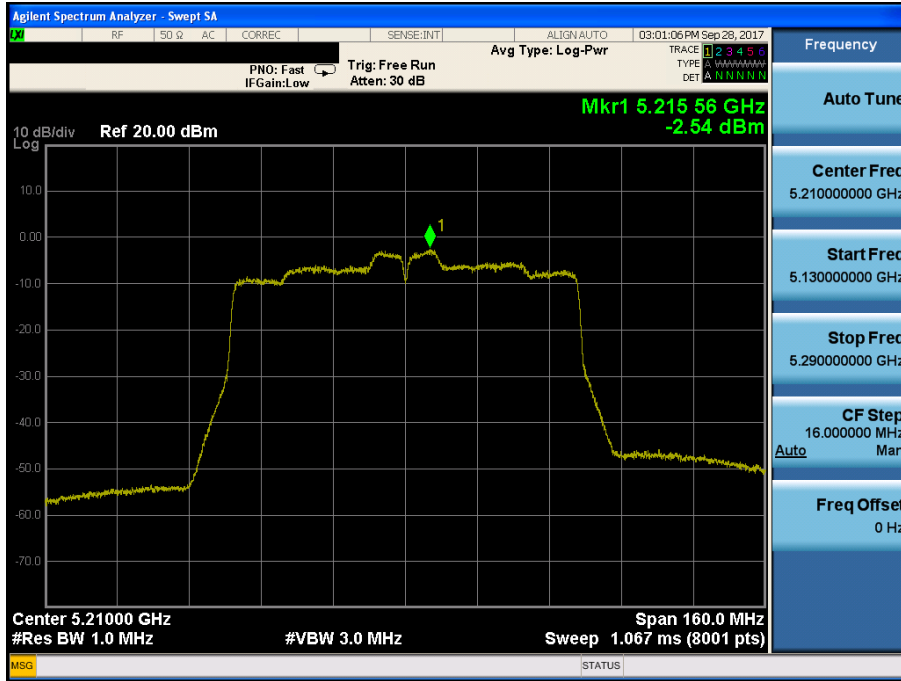 Agilent Spectrum Analyzer - Swept SA
LXI RF 50 Ω AC CORREC SENSE:INT ALIGN AUTO 03:01:06 PM Sep 28, 2017
Avg Type: Log-Pwr TRACE 1 2 3 4 5 6
PNO: Fast Trig: Free Run TYPE A WWWWW
IFGain:Low Atten: 30 dB DET A N N N N N
Mkr1 5.215 56 GHz
-2.54 dBm
10 dB/div Ref 20.00 dBm
Log
10.0
1
0.00
-10.0
-20.0
-30.0
-40.0
-50.0
-60.0
-70.0
Center 5.21000 GHz Span 160.0 MHz
#Res BW 1.0 MHz #VBW 3.0 MHz Sweep 1.067 ms (8001 pts)
MSG STATUS
Frequency
Auto Tune
Center Freq
5.210000000 GHz
Start Freq
5.130000000 GHz
Stop Freq
5.290000000 GHz
CF Step
16.000000 MHz
Auto Man
Freq Offset
0 Hz